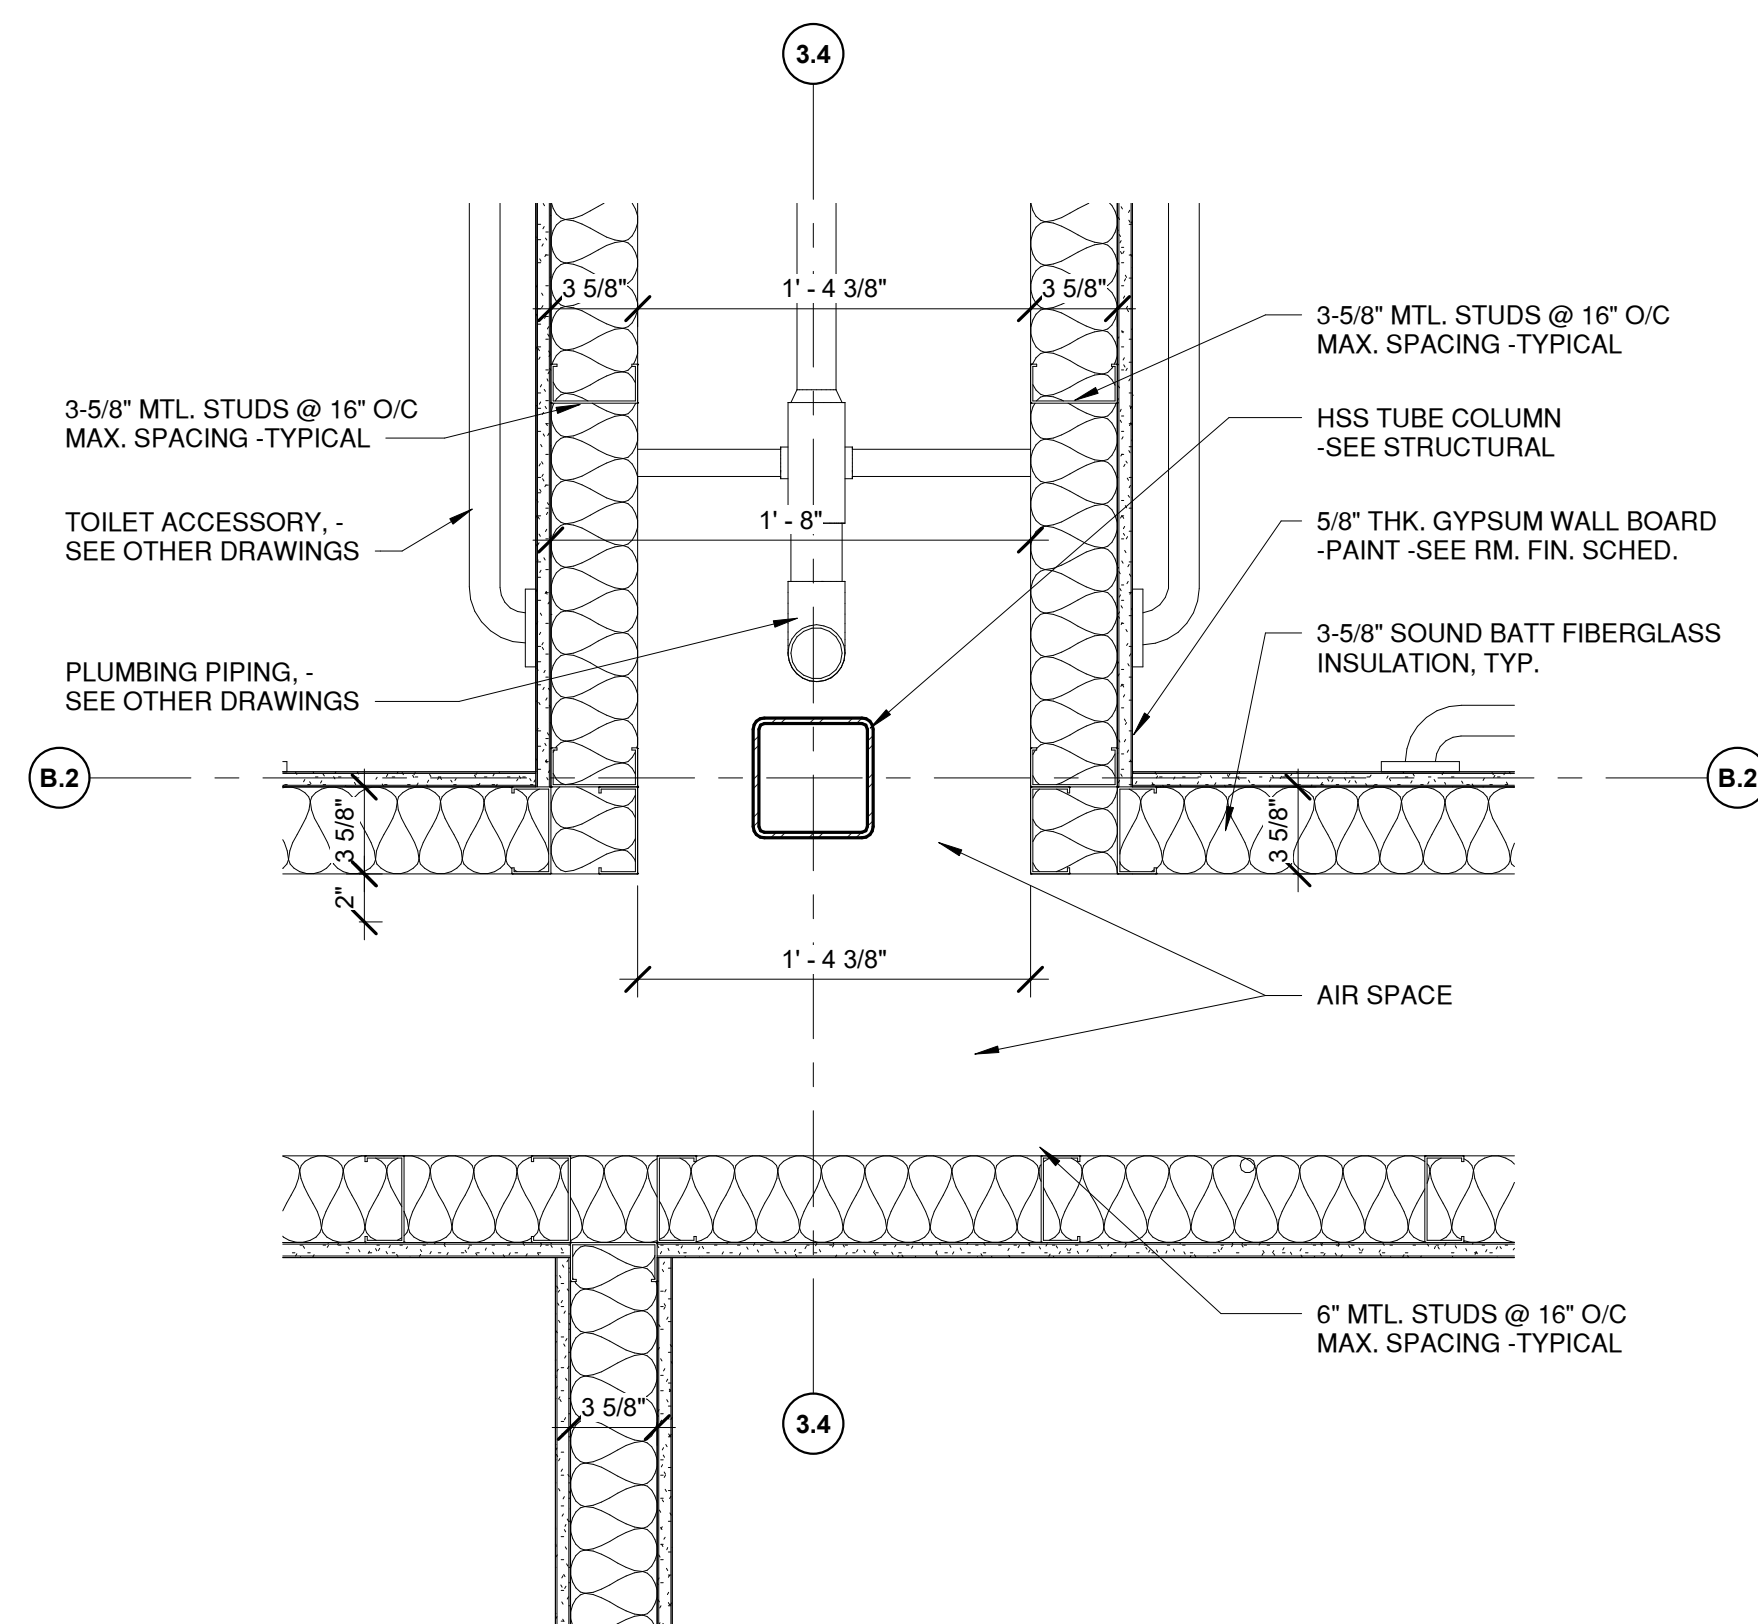 3.4
3 5/8"
1' - 4 3/8"
3 5/8"
3-5/8" MTL. STUDS @ 16" O/C
MAX. SPACING -TYPICAL
3-5/8" MTL. STUDS @ 16" O/C
MAX. SPACING -TYPICAL
HSS TUBE COLUMN
-SEE STRUCTURAL
TOILET ACCESSORY, -
SEE OTHER DRAWINGS
1' - 8"
5/8" THK. GYPSUM WALL BOARD
-PAINT -SEE RM. FIN. SCHED.
3-5/8" SOUND BATT FIBERGLASS
INSULATION, TYP.
PLUMBING PIPING, -
SEE OTHER DRAWINGS
B.2
B.2
3 5/8"
2"
3 5/8"
1' - 4 3/8"
AIR SPACE
6" MTL. STUDS @ 16" O/C
MAX. SPACING -TYPICAL
3 5/8"
3.4